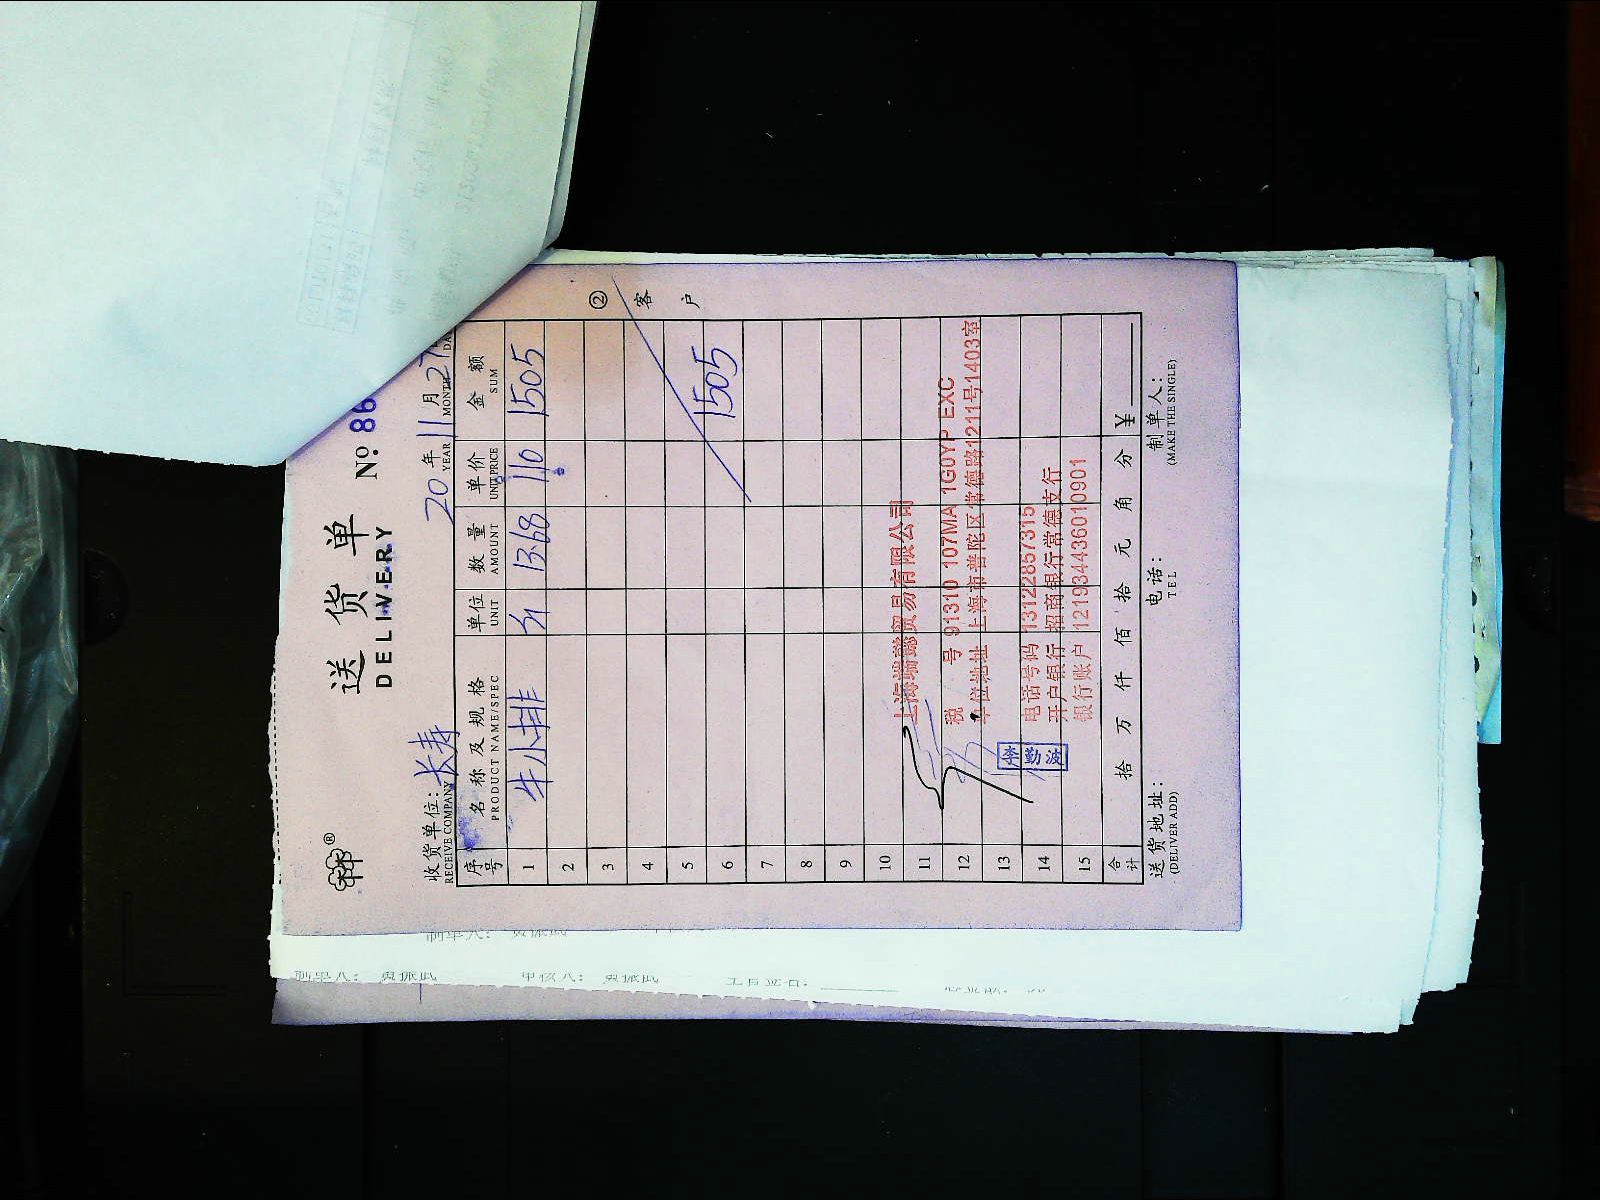 送货单
DELIVERY
No. 86
收货单位: 长寿
RECEIVE COMPANY
20 年 11 月 27
YEAR MONTH DA
序号 名称及规格 单位 数量 单价 金额
PRODUCT NAME/SPEC UNIT AMOUNT UNIT PRICE SUM
1 牛小排 斤 13.68 110 1505
2
3
4
5
6 1505
7
8
9
10
11
12
13
14
15
② 客户
上海端懿贸易有限公司
税 号 91310 107MA 1G0YP EXC
单位地址 上海市普陀区常德路1211号1403室
电话号码 13122857315
开户银行 招商银行常德支行
银行账户 121934436010901
李勤波
合计 拾 万 仟 佰 拾 元 角 分 ¥
送货地址: 电话: 制单人:
(DELIVER ADD) TEL (MAKE THE SINGLE)